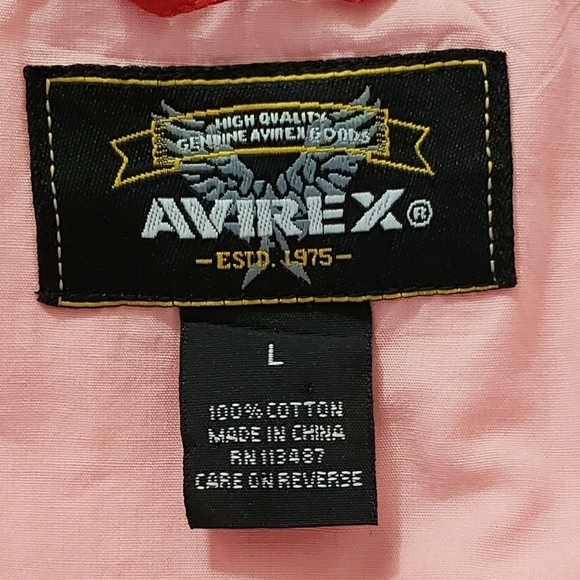 HIGH QUALITY
GENUINE AVIREX GOODS
AVIREX®
-ESTD. 1975-
L
100% COTTON
MADE IN CHINA
RN 113487
CARE ON REVERSE